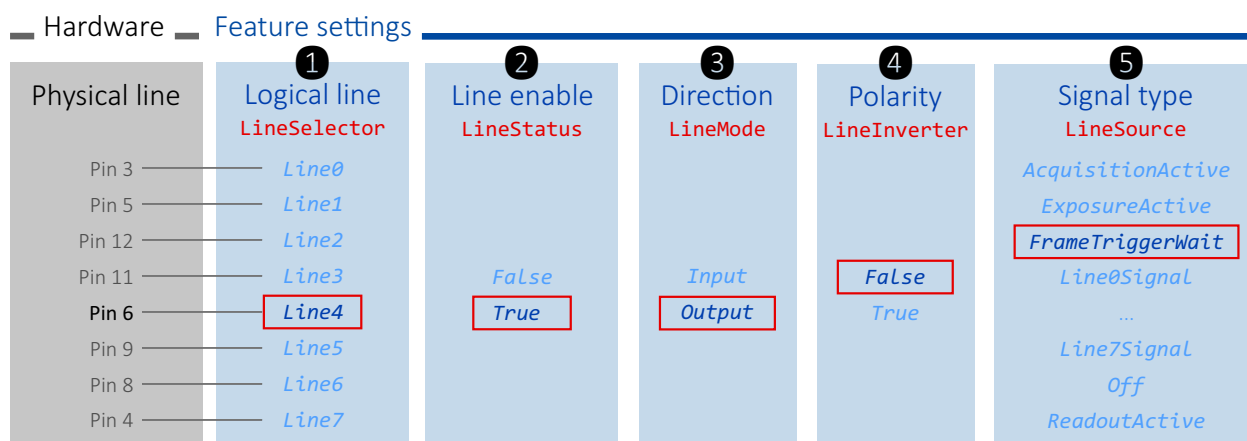 Hardware Feature settings
1 2 3 4 5
Physical line Logical line Line enable Direction Polarity Signal type
LineSelector LineStatus LineMode LineInverter LineSource
Pin 3 Line0 AcquisitionActive
Pin 5 Line1 ExposureActive
Pin 12 Line2 FrameTriggerWait
Pin 11 Line3 False Input False Line0Signal
Pin 6 Line4 True Output True ...
Pin 9 Line5 Line7Signal
Pin 8 Line6 Off
Pin 4 Line7 ReadoutActive